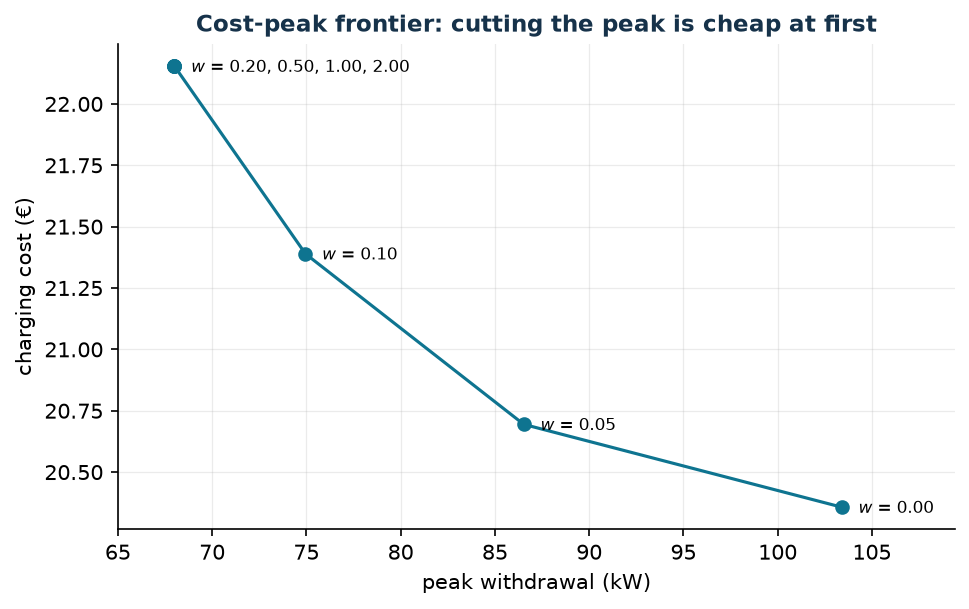 Cost-peak frontier: cutting the peak is cheap at first
w = 0.20, 0.50, 1.00, 2.00
22.00
21.75
21.50
w = 0.10
21.25
charging cost (€)
21.00
20.75
w = 0.05
20.50
w = 0.00
65 70 75 80 85 90 95 100 105
peak withdrawal (kW)